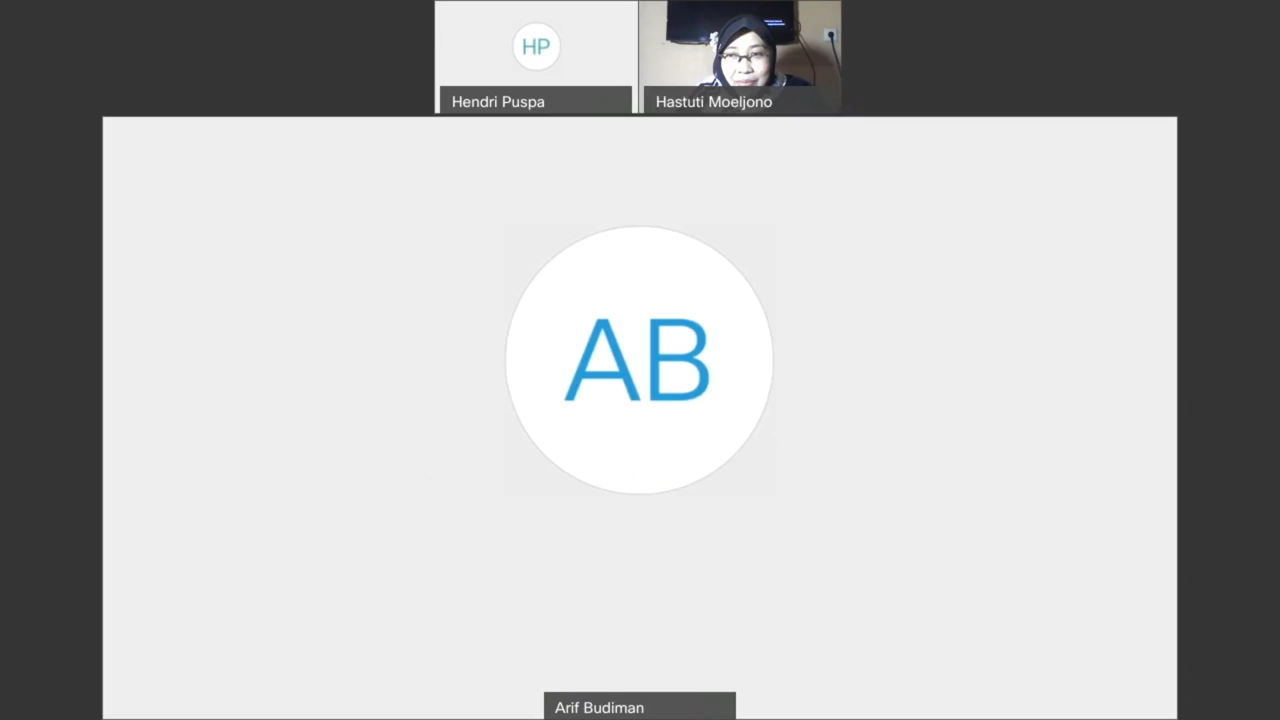 HP
Hendri Puspa
Hastuti Moeljono
AB
Arif Budiman